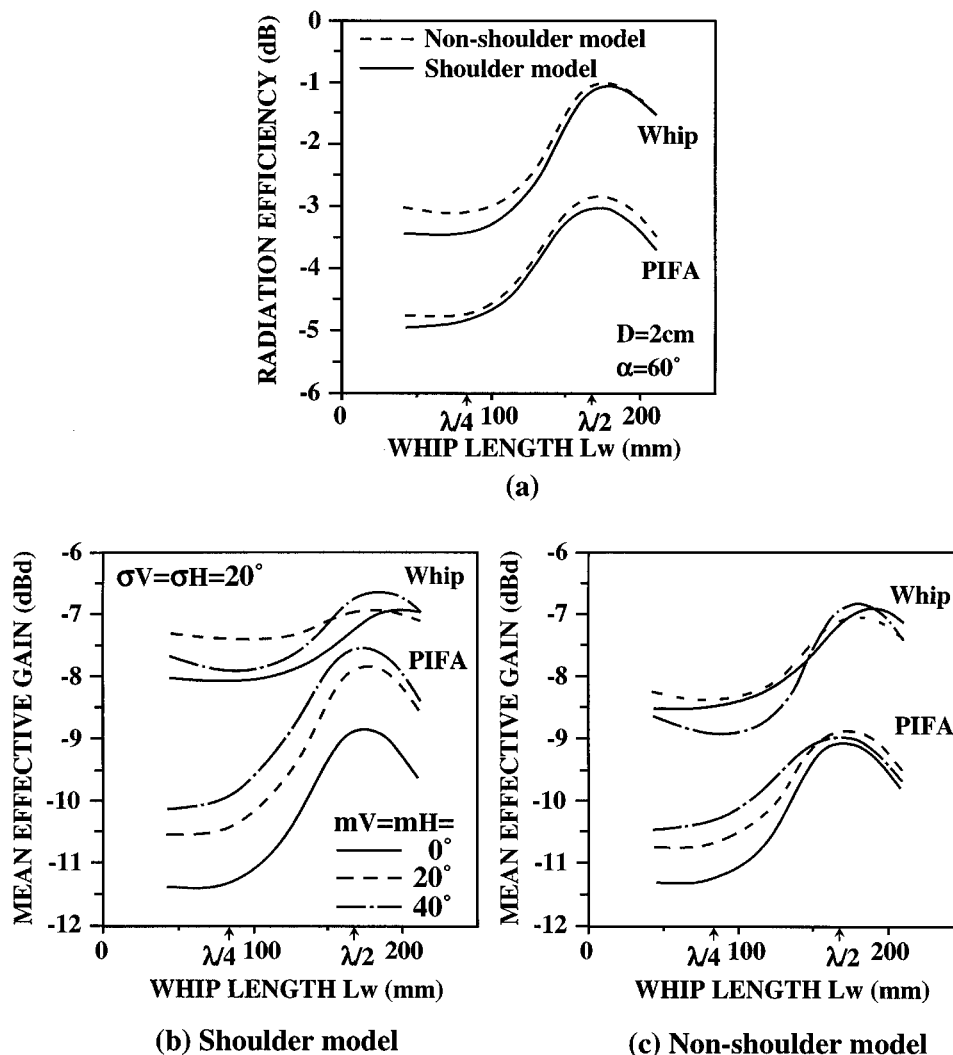 RADIATION EFFICIENCY (dB)
0
-1
-2
-3
-4
-5
-6
Non-shoulder model
Shoulder model
Whip
PIFA
D=2cm
α=60°
0 λ/4 100 λ/2 200
WHIP LENGTH Lw (mm)
(a)
MEAN EFFECTIVE GAIN (dBd)
-6
-7
-8
-9
-10
-11
-12
σV=σH=20°
Whip
PIFA
mV=mH=
0°
20°
40°
0 λ/4 100 λ/2 200
WHIP LENGTH Lw (mm)
(b) Shoulder model
MEAN EFFECTIVE GAIN (dBd)
-6
-7
-8
-9
-10
-11
-12
Whip
PIFA
0 λ/4 100 λ/2 200
WHIP LENGTH Lw (mm)
(c) Non-shoulder model